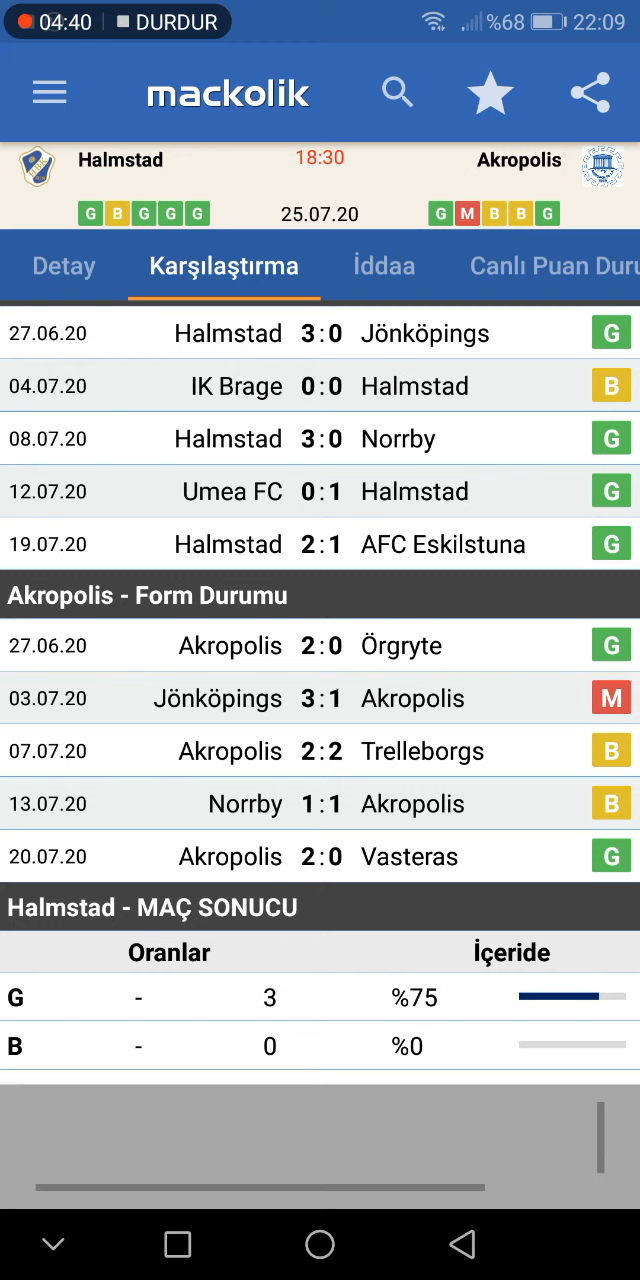 04:40 DURDUR %68 22:09
mackolik
Halmstad 18:30 Akropolis
G B G G G 25.07.20 G M B B G
Detay Karşılaştırma İddaa Canlı Puan Duru
27.06.20 Halmstad 3:0 Jönköpings G
04.07.20 IK Brage 0:0 Halmstad B
08.07.20 Halmstad 3:0 Norrby G
12.07.20 Umea FC 0:1 Halmstad G
19.07.20 Halmstad 2:1 AFC Eskilstuna G
Akropolis - Form Durumu
27.06.20 Akropolis 2:0 Örgryte G
03.07.20 Jönköpings 3:1 Akropolis M
07.07.20 Akropolis 2:2 Trelleborgs B
13.07.20 Norrby 1:1 Akropolis B
20.07.20 Akropolis 2:0 Vasteras G
Halmstad - MAÇ SONUCU
Oranlar İçeride
G - 3 %75
B - 0 %0